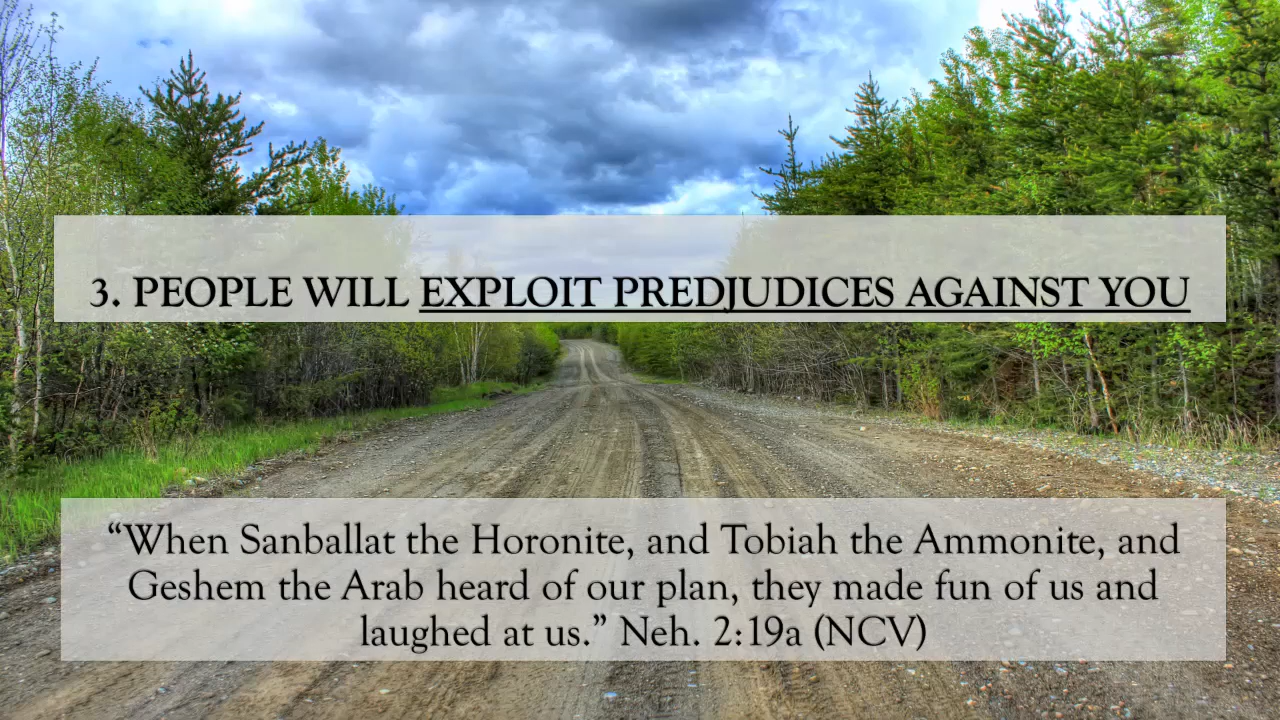 3. PEOPLE WILL EXPLOIT PREDJUDICES AGAINST YOU
“When Sanballat the Horonite, and Tobiah the Ammonite, and
Geshem the Arab heard of our plan, they made fun of us and
laughed at us.” Neh. 2:19a (NCV)